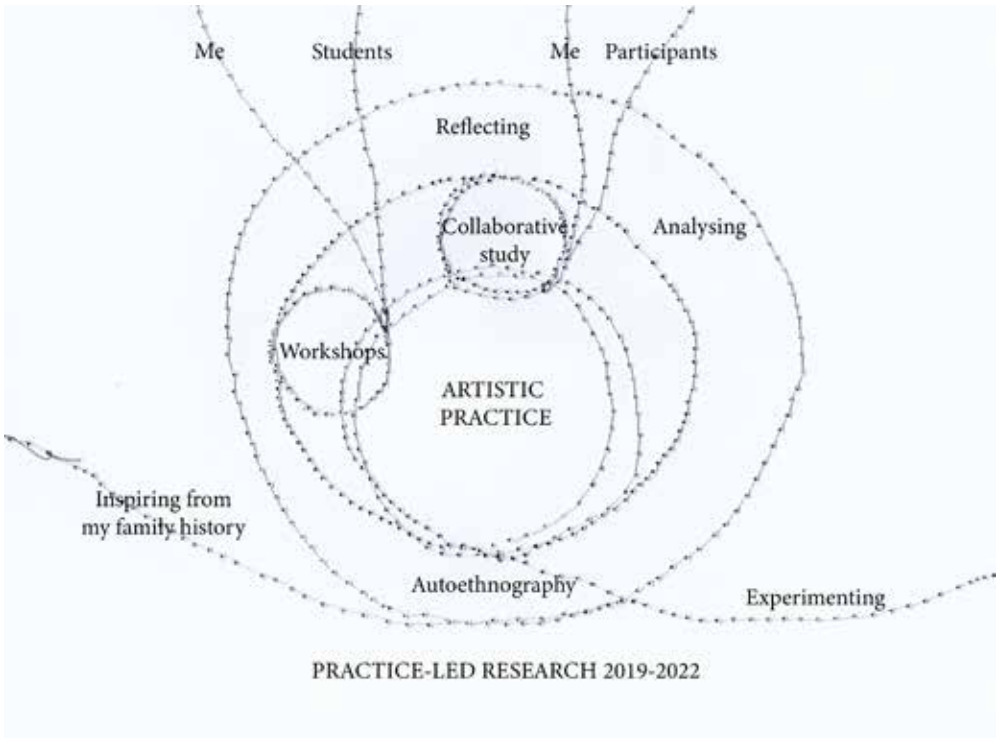 Me
Students
Me
Participants
Reflecting
Analysing
Collaborative
study
Workshops
ARTISTIC
PRACTICE
Inspiring from
my family history
Autoethnography
Experimenting
PRACTICE-LED RESEARCH 2019-2022